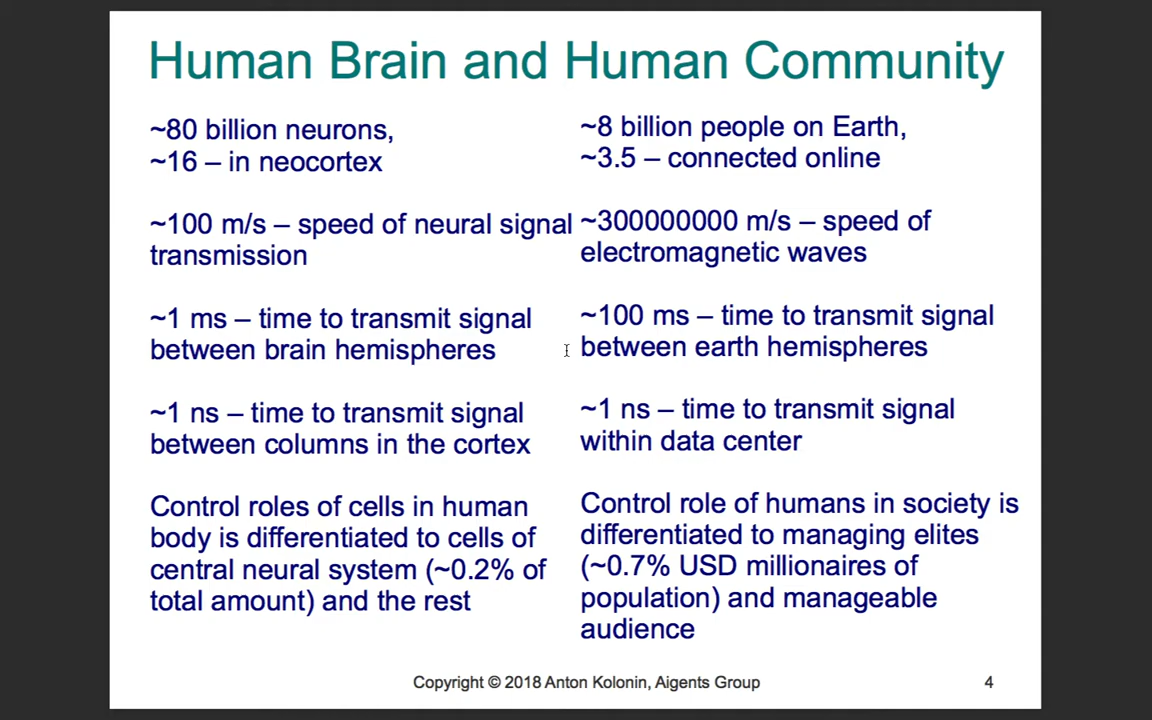 Human Brain and Human Community
~80 billion neurons,
~16 – in neocortex
~100 m/s – speed of neural signal
transmission
~1 ms – time to transmit signal
between brain hemispheres
~1 ns – time to transmit signal
between columns in the cortex
Control roles of cells in human
body is differentiated to cells of
central neural system (~0.2% of
total amount) and the rest
~8 billion people on Earth,
~3.5 – connected online
~300000000 m/s – speed of
electromagnetic waves
~100 ms – time to transmit signal
between earth hemispheres
~1 ns – time to transmit signal
within data center
Control role of humans in society is
differentiated to managing elites
(~0.7% USD millionaires of
population) and manageable
audience
Copyright © 2018 Anton Kolonin, Aigents Group
4